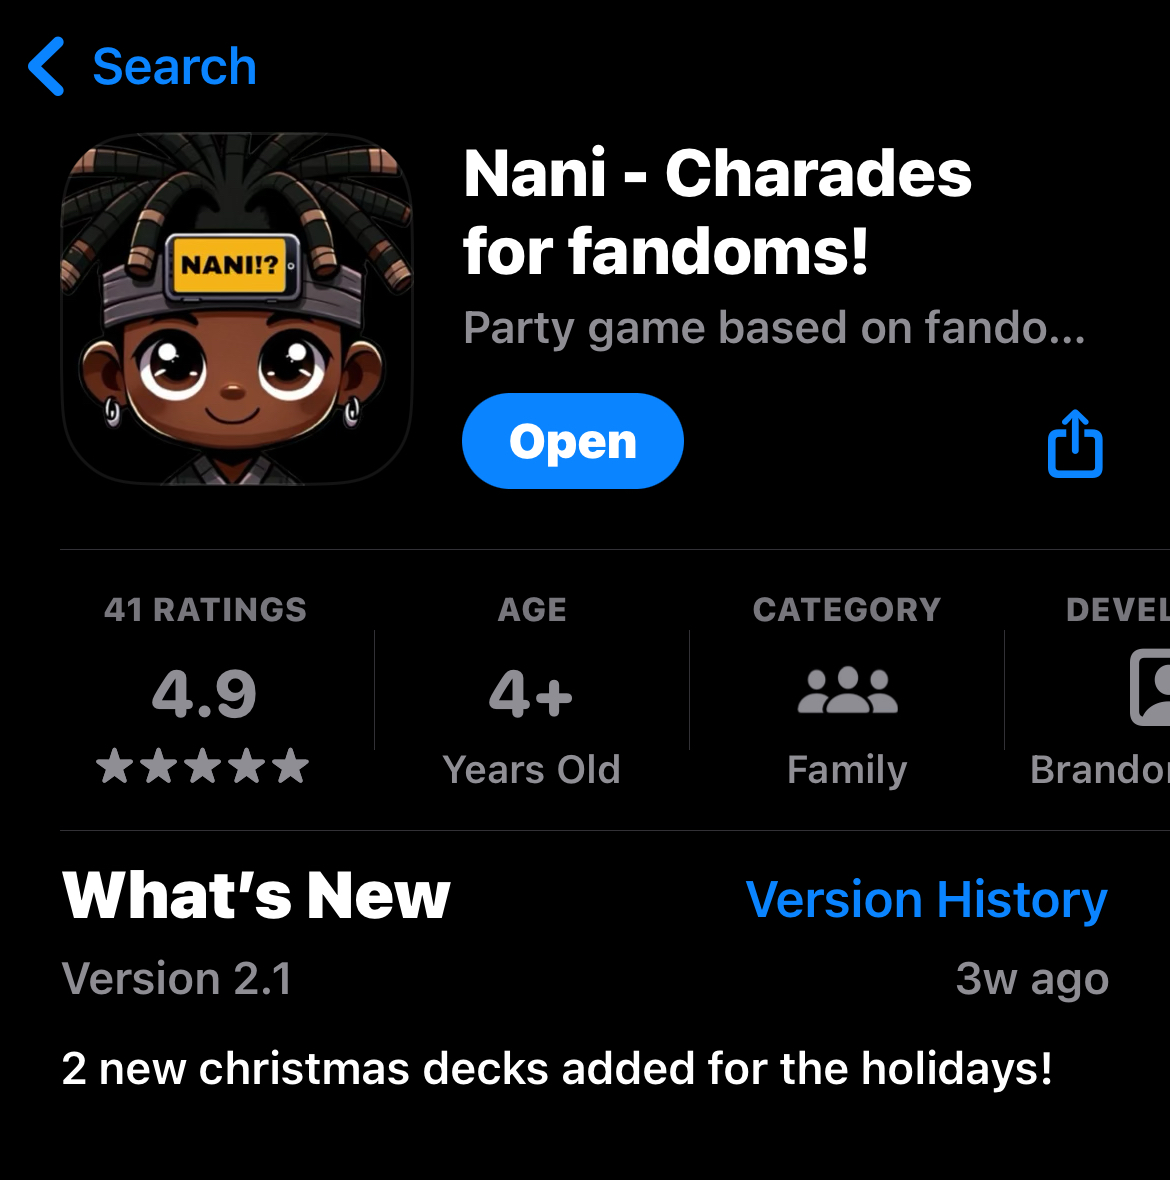 Search
NANI!?
Nani - Charades
for fandoms!
Party game based on fando...
Open
41 RATINGS
4.9
AGE
4+
Years Old
CATEGORY
Family
DEVEL
Brandon
What's New
Version History
Version 2.1
3w ago
2 new christmas decks added for the holidays!